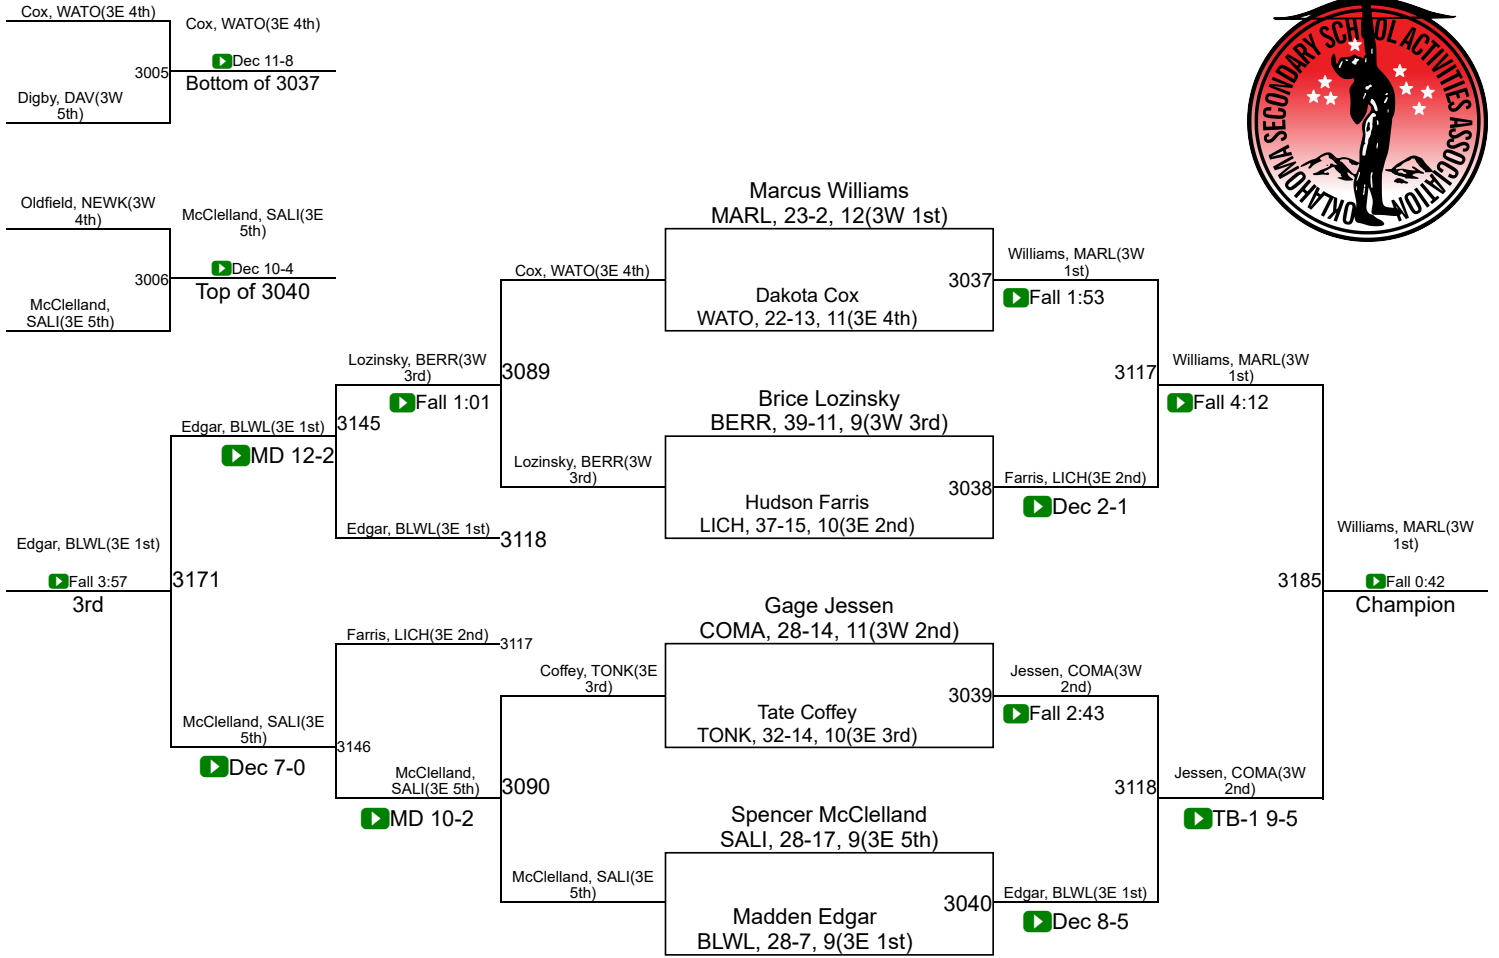 Cox, WATO(3E 4th)
3005
Digby, DAV(3W
5th)
Cox, WATO(3E 4th)
Dec 11-8
Bottom of 3037
Oldfield, NEWK(3W
4th)
3006
McClelland,
SALI(3E 5th)
McClelland, SALI(3E
5th)
Dec 10-4
Top of 3040
OKLAHOMA SECONDARY SCHOOL ACTIVITIES ASSOCIATION
Marcus Williams
MARL, 23-2, 12(3W 1st)
3037
Dakota Cox
WATO, 22-13, 11(3E 4th)
Brice Lozinsky
BERR, 39-11, 9(3W 3rd)
3038
Hudson Farris
LICH, 37-15, 10(3E 2nd)
Gage Jessen
COMA, 28-14, 11(3W 2nd)
3039
Tate Coffey
TONK, 32-14, 10(3E 3rd)
Spencer McClelland
SALI, 28-17, 9(3E 5th)
3040
Madden Edgar
BLWL, 28-7, 9(3E 1st)
Williams, MARL(3W
1st)
Fall 1:53
3117
Farris, LICH(3E 2nd)
Dec 2-1
Jessen, COMA(3W
2nd)
Fall 2:43
3118
Edgar, BLWL(3E 1st)
Dec 8-5
Williams, MARL(3W
1st)
Fall 4:12
3185
Jessen, COMA(3W
2nd)
TB-1 9-5
Williams, MARL(3W
1st)
Fall 0:42
Champion
Cox, WATO(3E 4th)
3089
Lozinsky, BERR(3W
3rd)
Coffey, TONK(3E
3rd)
3090
McClelland, SALI(3E
5th)
Lozinsky, BERR(3W
3rd)
Fall 1:01
3145
Edgar, BLWL(3E 1st)
3118
Farris, LICH(3E 2nd)
3117
3146
McClelland,
SALI(3E 5th)
MD 10-2
Edgar, BLWL(3E 1st)
MD 12-2
3171
McClelland, SALI(3E
5th)
Dec 7-0
Edgar, BLWL(3E 1st)
Fall 3:57
3rd